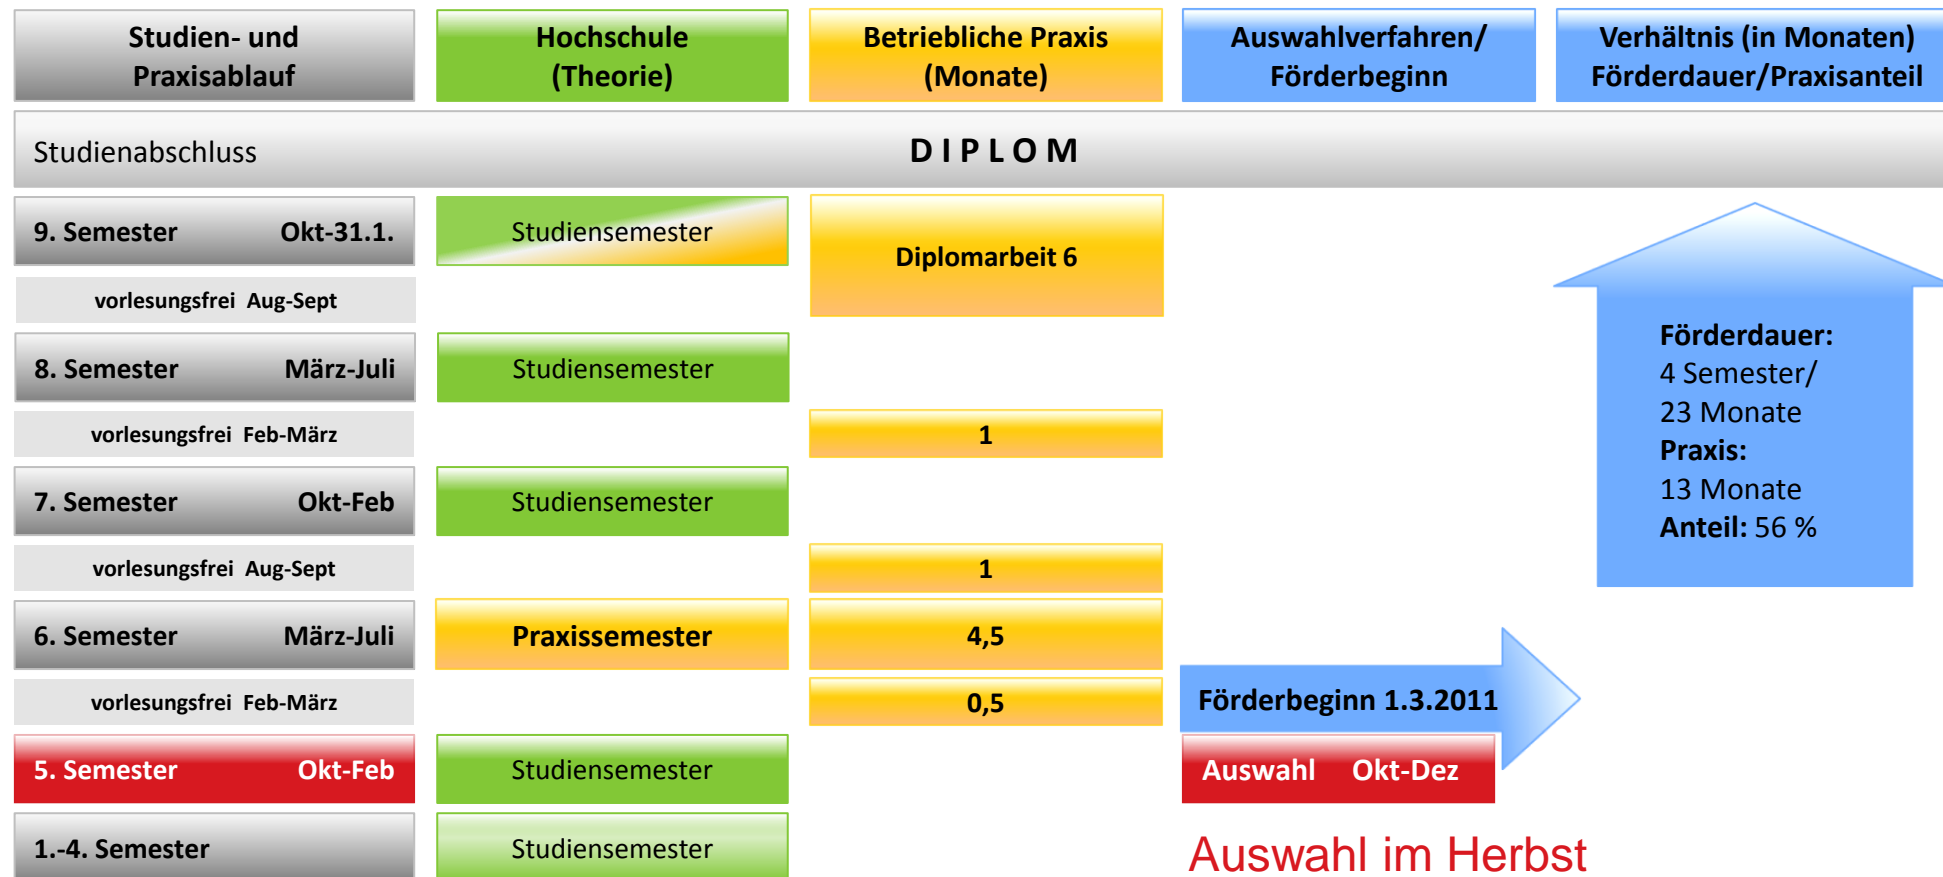 Studien- und
Praxisablauf
Hochschule
(Theorie)
Betriebliche Praxis
(Monate)
Auswahlverfahren/
Förderbeginn
Verhältnis (in Monaten)
Förderdauer/Praxisanteil
Studienabschluss DIPLOM
9. Semester Okt-31.1. Studiensemester
Diplomarbeit 6
vorlesungsfrei Aug-Sept
8. Semester März-Juli Studiensemester
vorlesungsfrei Feb-März 1
7. Semester Okt-Feb Studiensemester
vorlesungsfrei Aug-Sept 1
6. Semester März-Juli Praxissemester 4,5
vorlesungsfrei Feb-März 0,5 Förderbeginn 1.3.2011
5. Semester Okt-Feb Studiensemester Auswahl Okt-Dez
1.-4. Semester Studiensemester
Auswahl im Herbst
Förderdauer:
4 Semester/
23 Monate
Praxis:
13 Monate
Anteil: 56 %